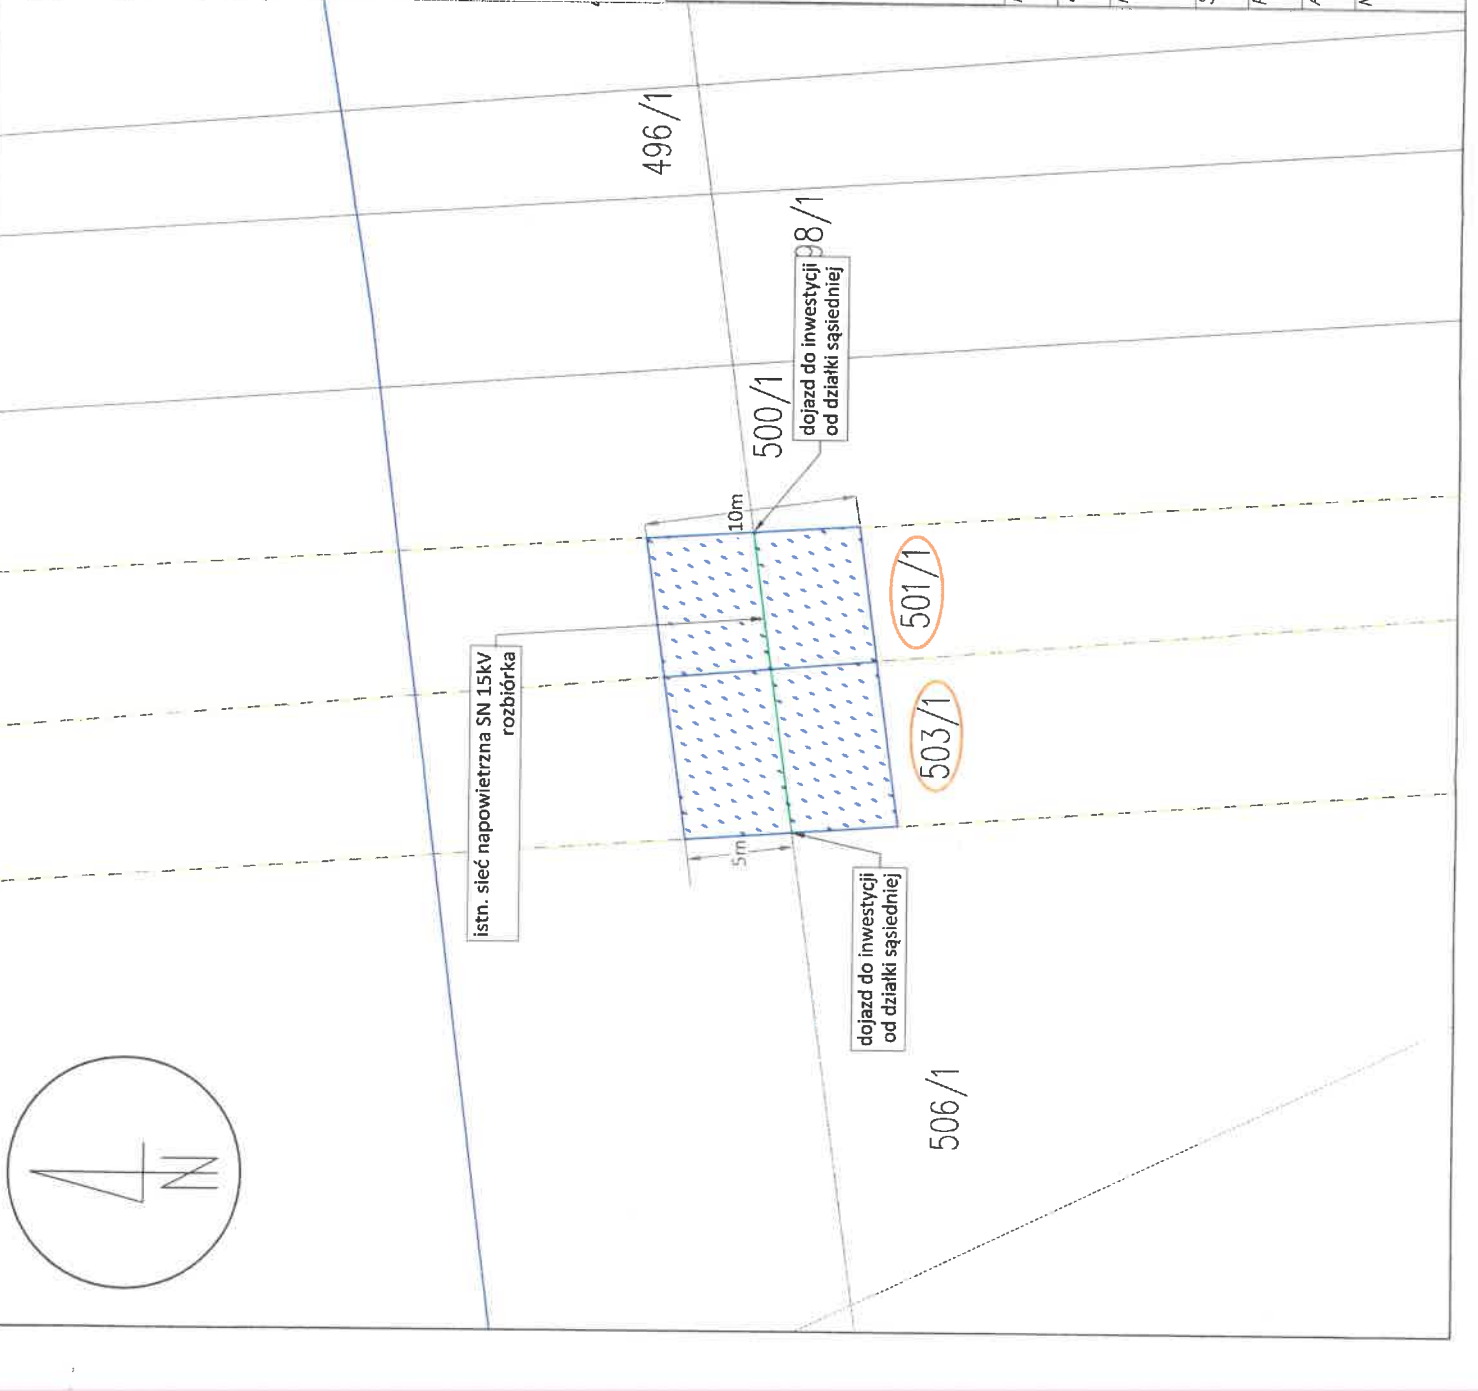 496/1
98/1
dojazd do inwestycji
od działki sąsiedniej
500/1
10m
501/1
istn. sieć napowietrzna SN 15kV
rozbiórka
503/1
5m
dojazd do inwestycji
od działki sąsiedniej
506/1
N